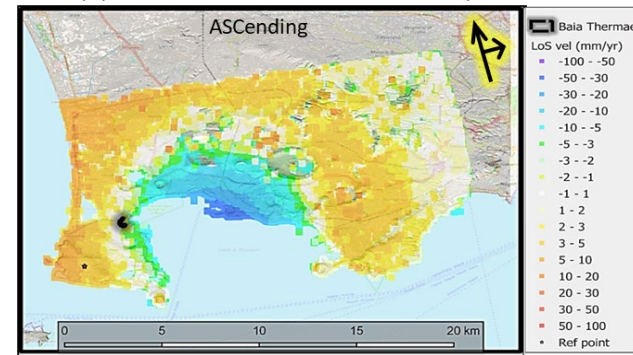 ASCending
0 5 10 15 20 km
Baia Thermae
LoS vel (mm/yr)
-100 - -50
-50 - -30
-30 - -20
-20 - -10
-10 - -5
-5 - -3
-3 - -2
-2 - -1
-1 - 1
1 - 2
2 - 3
3 - 5
5 - 10
10 - 20
20 - 30
30 - 50
50 - 100
Ref point